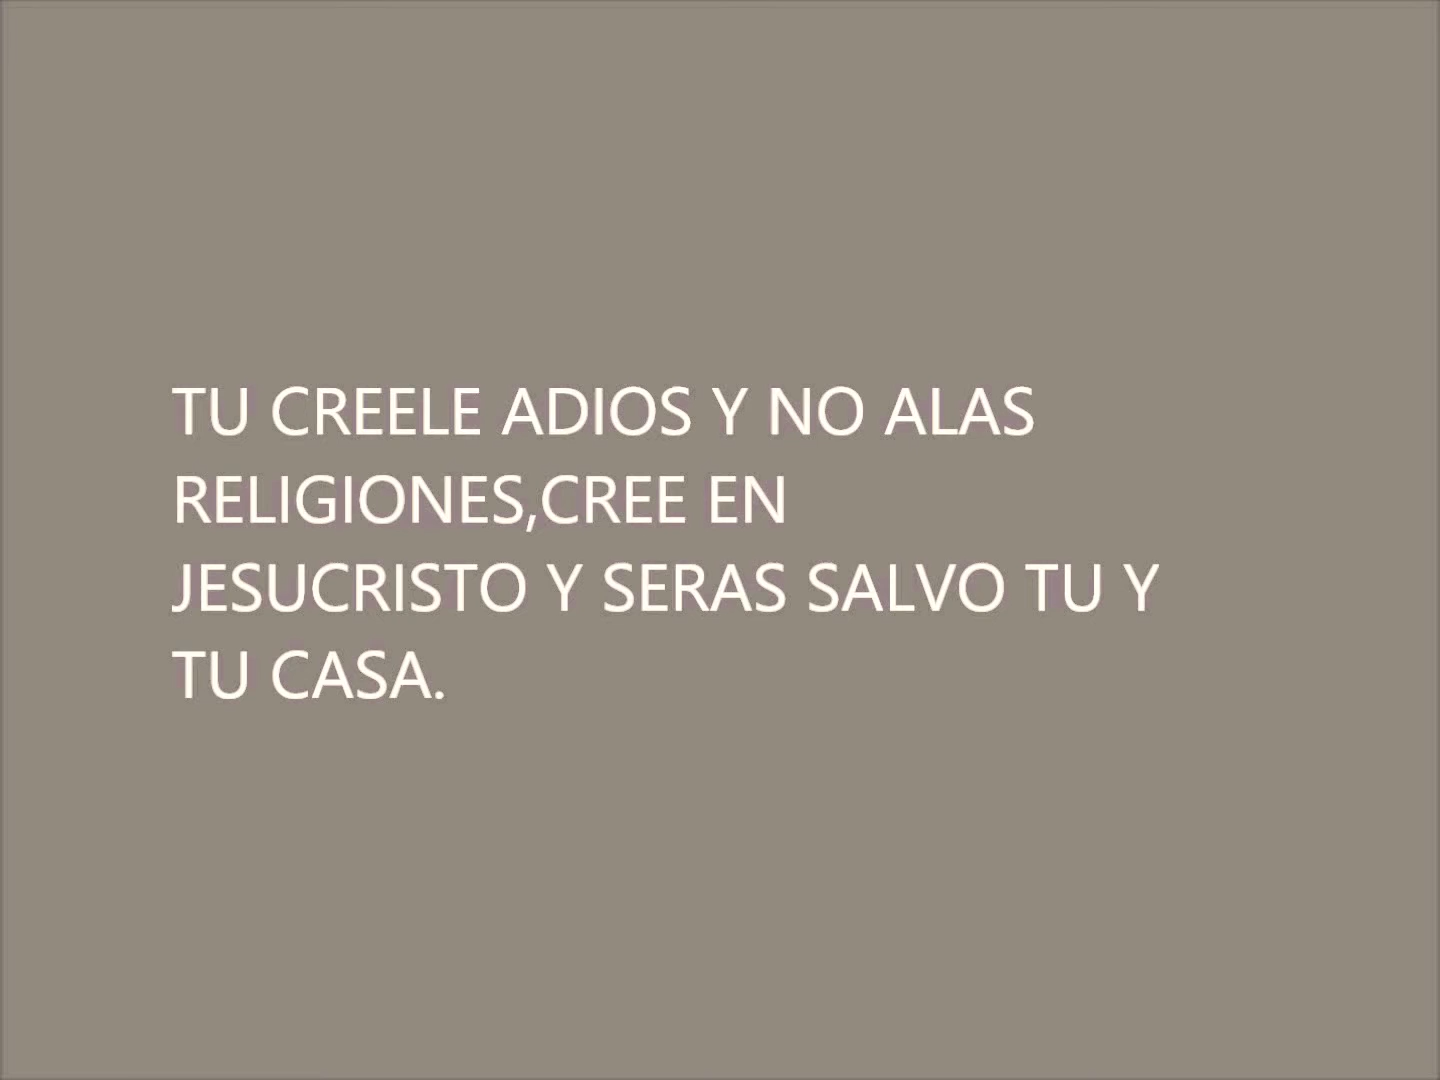 TU CREELE ADIOS Y NO ALAS
RELIGIONES,CREE EN
JESUCRISTO Y SERAS SALVO TU Y
TU CASA.